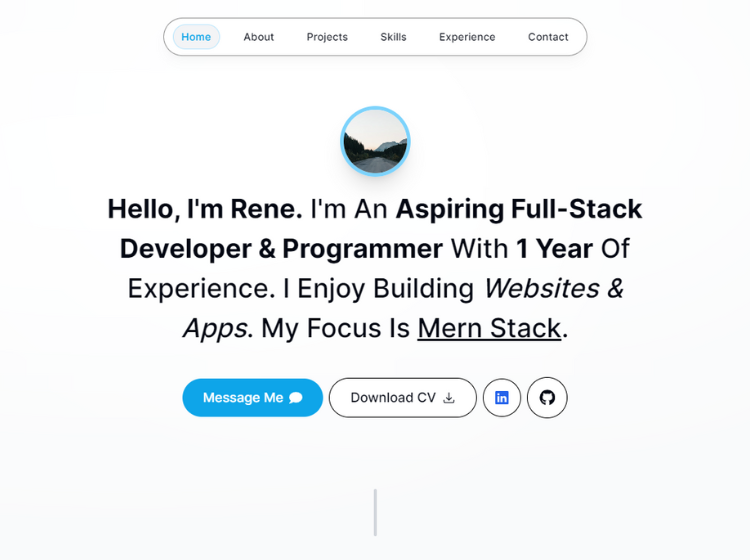 Home About Projects Skills Experience Contact
Hello, I'm Rene. I'm An Aspiring Full-Stack
Developer & Programmer With 1 Year Of
Experience. I Enjoy Building Websites &
Apps. My Focus Is Mern Stack.
Message Me Download CV in